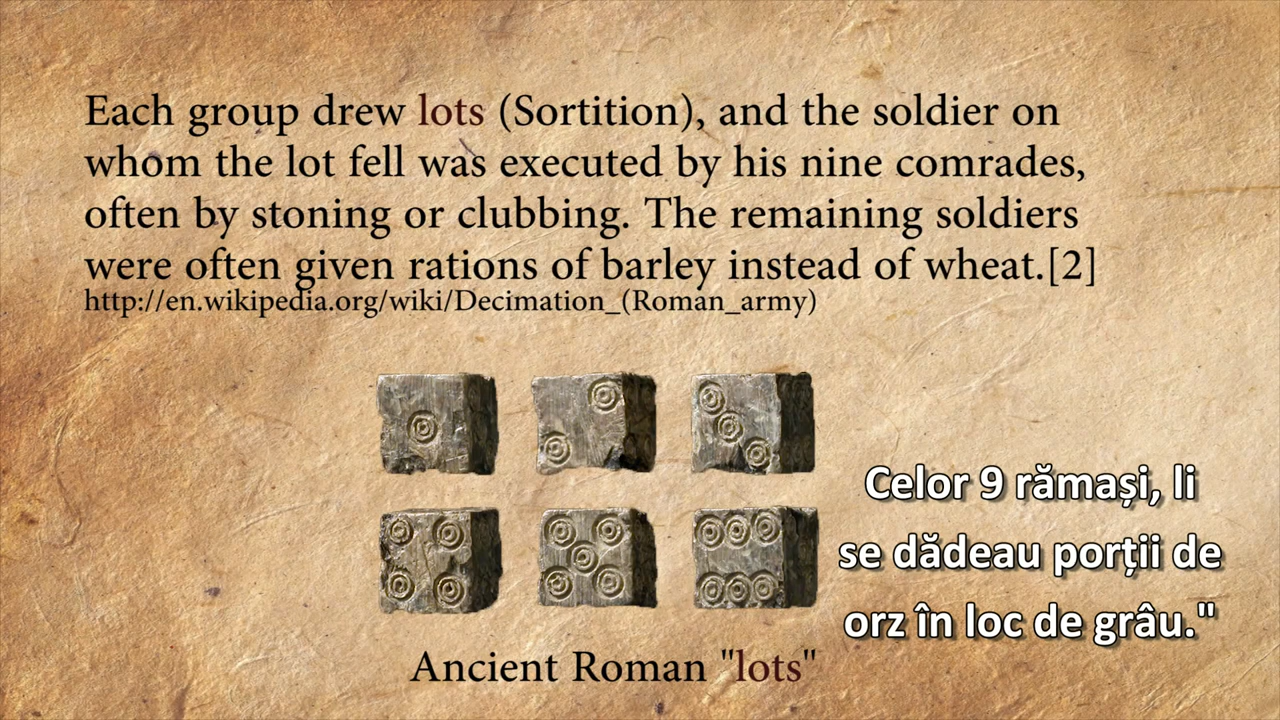 Each group drew lots (Sortition), and the soldier on
whom the lot fell was executed by his nine comrades,
often by stoning or clubbing. The remaining soldiers
were often given rations of barley instead of wheat.[2]
http://en.wikipedia.org/wiki/Decimation_(Roman_army)
Celor 9 rămași, li
se dădeau porții de
orz în loc de grâu."
Ancient Roman "lots"